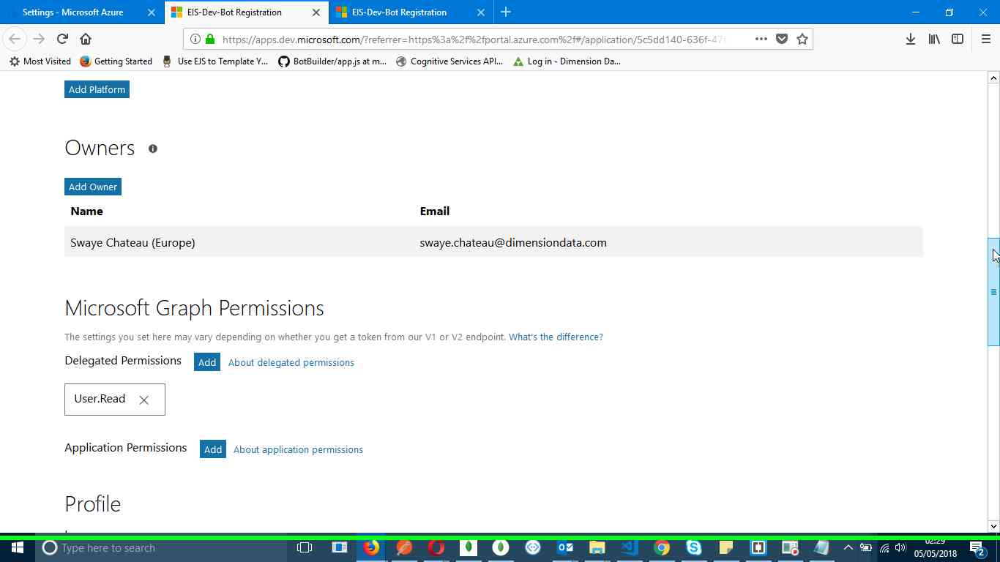 Settings - Microsoft Azure
EIS-Dev-Bot Registration
EIS-Dev-Bot Registration
https://apps.dev.microsoft.com/?referrer=https%3a%2f%2fportal.azure.com%2f#/application/5c5dd140-636f-47
Most Visited
Getting Started
Use EJS to Template Y...
BotBuilder/app.js at m...
Cognitive Services API...
Log in - Dimension Da...
Add Platform
Owners
Add Owner
Name Email
Swaye Chateau (Europe) swaye.chateau@dimensiondata.com
Microsoft Graph Permissions
The settings you set here may vary depending on whether you get a token from our V1 or V2 endpoint. What's the difference?
Delegated Permissions Add About delegated permissions
User.Read
Application Permissions Add About application permissions
Profile
Type here to search
02:29
05/05/2018
2